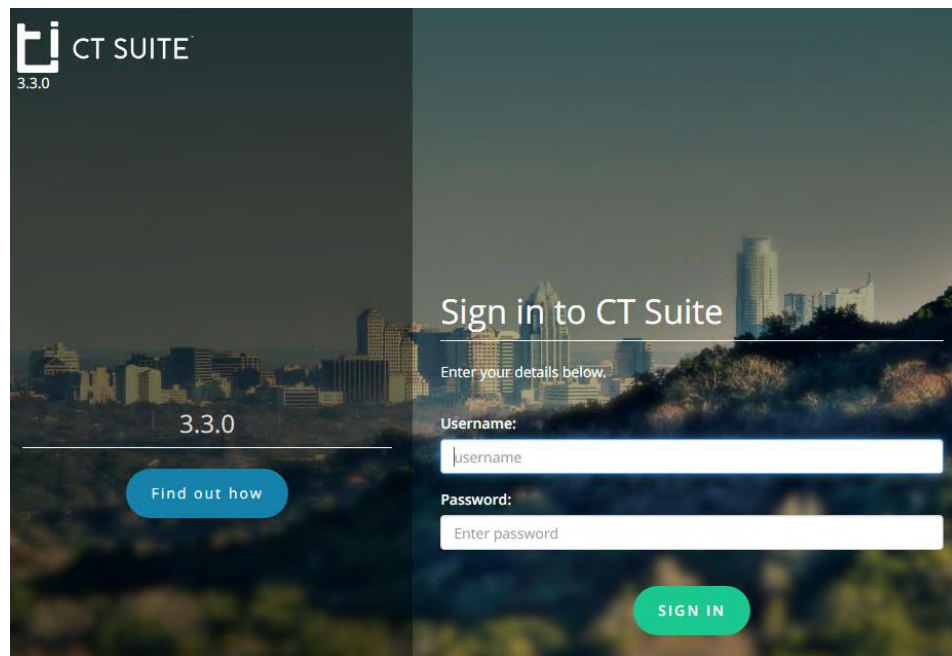 CT SUITE™
3.3.0
3.3.0
Find out how
Sign in to CT Suite
Enter your details below.
Username:
username
Password:
Enter password
SIGN IN